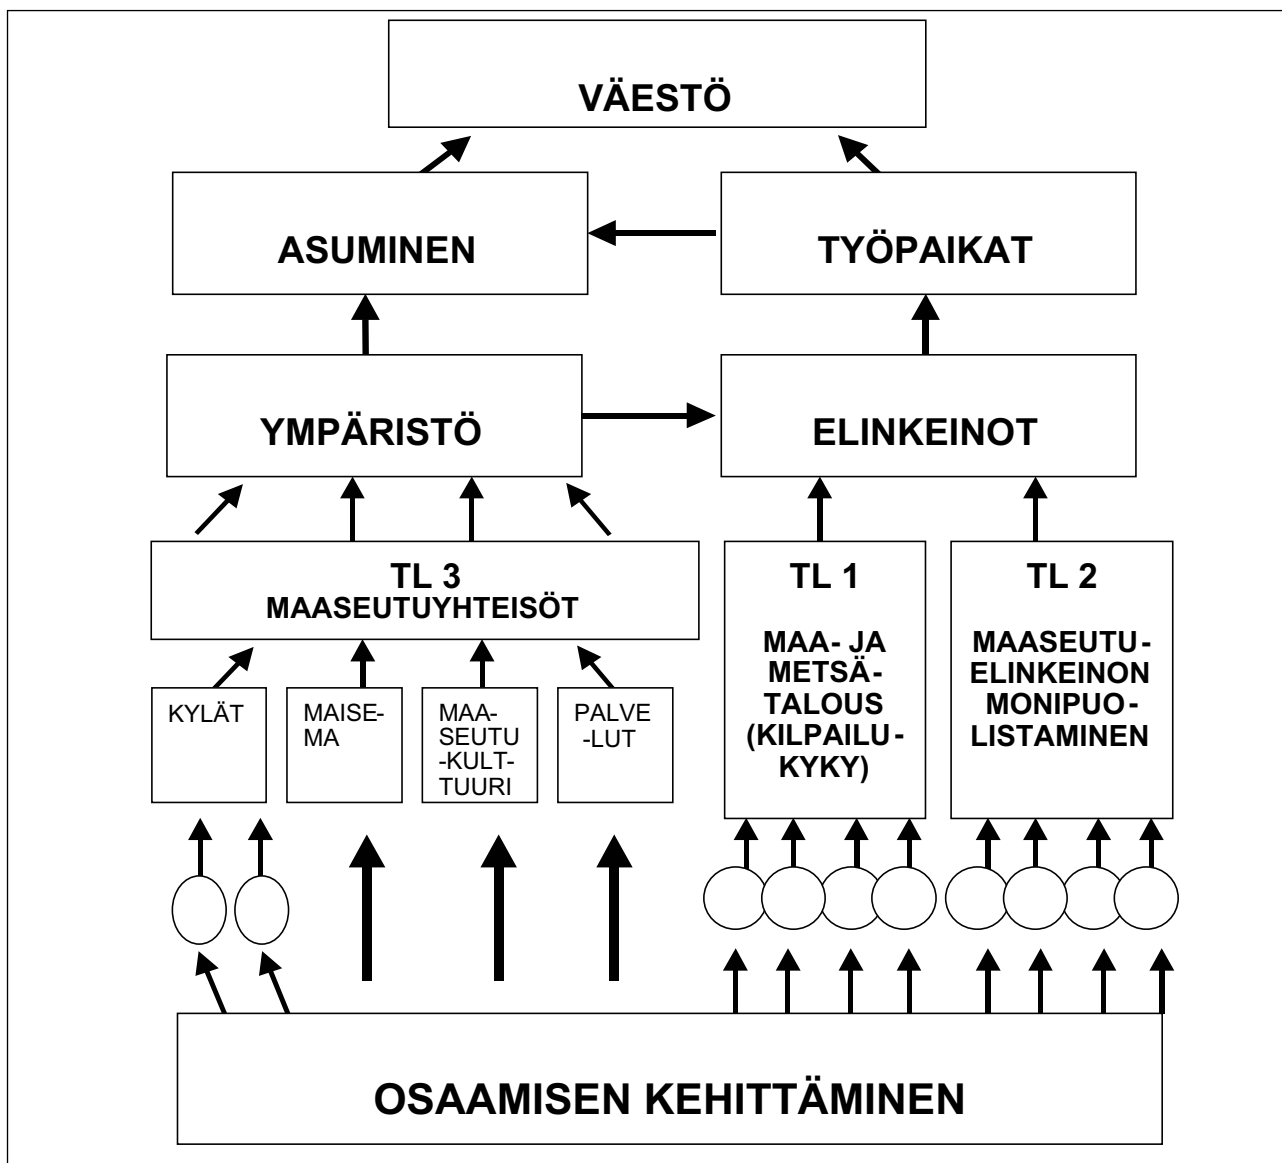 VÄESTÖ
ASUMINEN
TYÖPAIKAT
YMPÄRISTÖ
ELINKEINOT
TL 3
MAASEUTUYHTEISÖT
KYLÄT
MAISE-
MA
MAA-
SEUTU
-KULT-
TUURI
PALVE
-LUT
TL 1
MAA- JA
METSÄ-
TALOUS
(KILPAILU-
KYKY)
TL 2
MAASEUTU-
ELINKEINON
MONIPUO-
LISTAMINEN
OSAAMISEN KEHITTÄMINEN